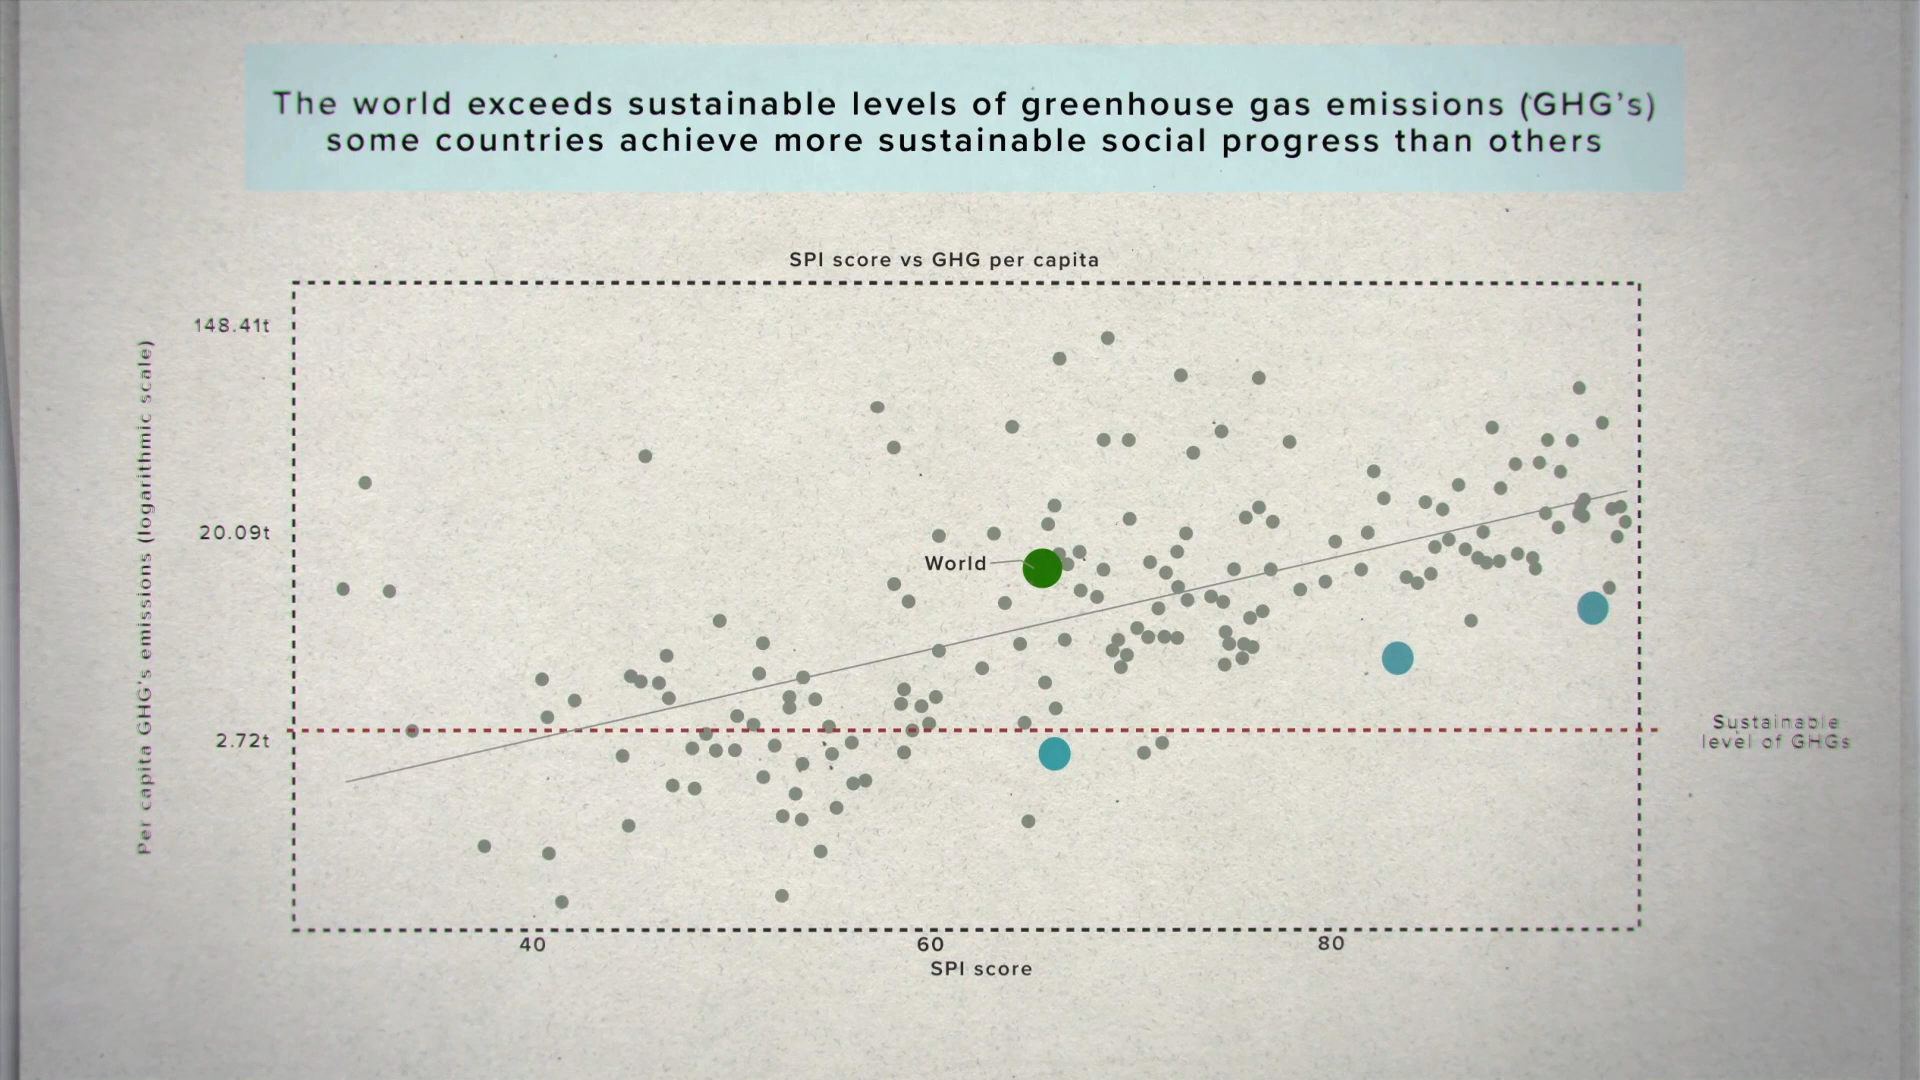 The world exceeds sustainable levels of greenhouse gas emissions (GHG's)
some countries achieve more sustainable social progress than others
SPI score vs GHG per capita
148.41t
20.09t
2.72t
Per capita GHG's emissions (logarithmic scale)
World
Sustainable
level of GHGs
40
60
80
SPI score